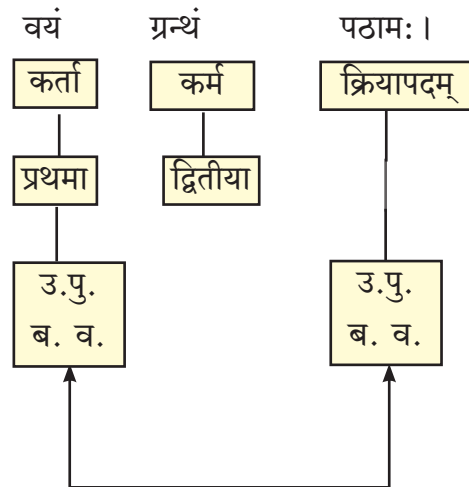 वयं ग्रन्थं पठाम:।
कर्ता कर्म क्रियापदम्
प्रथमा द्वितीया
उ.पु. उ.पु.
ब. व. ब. व.